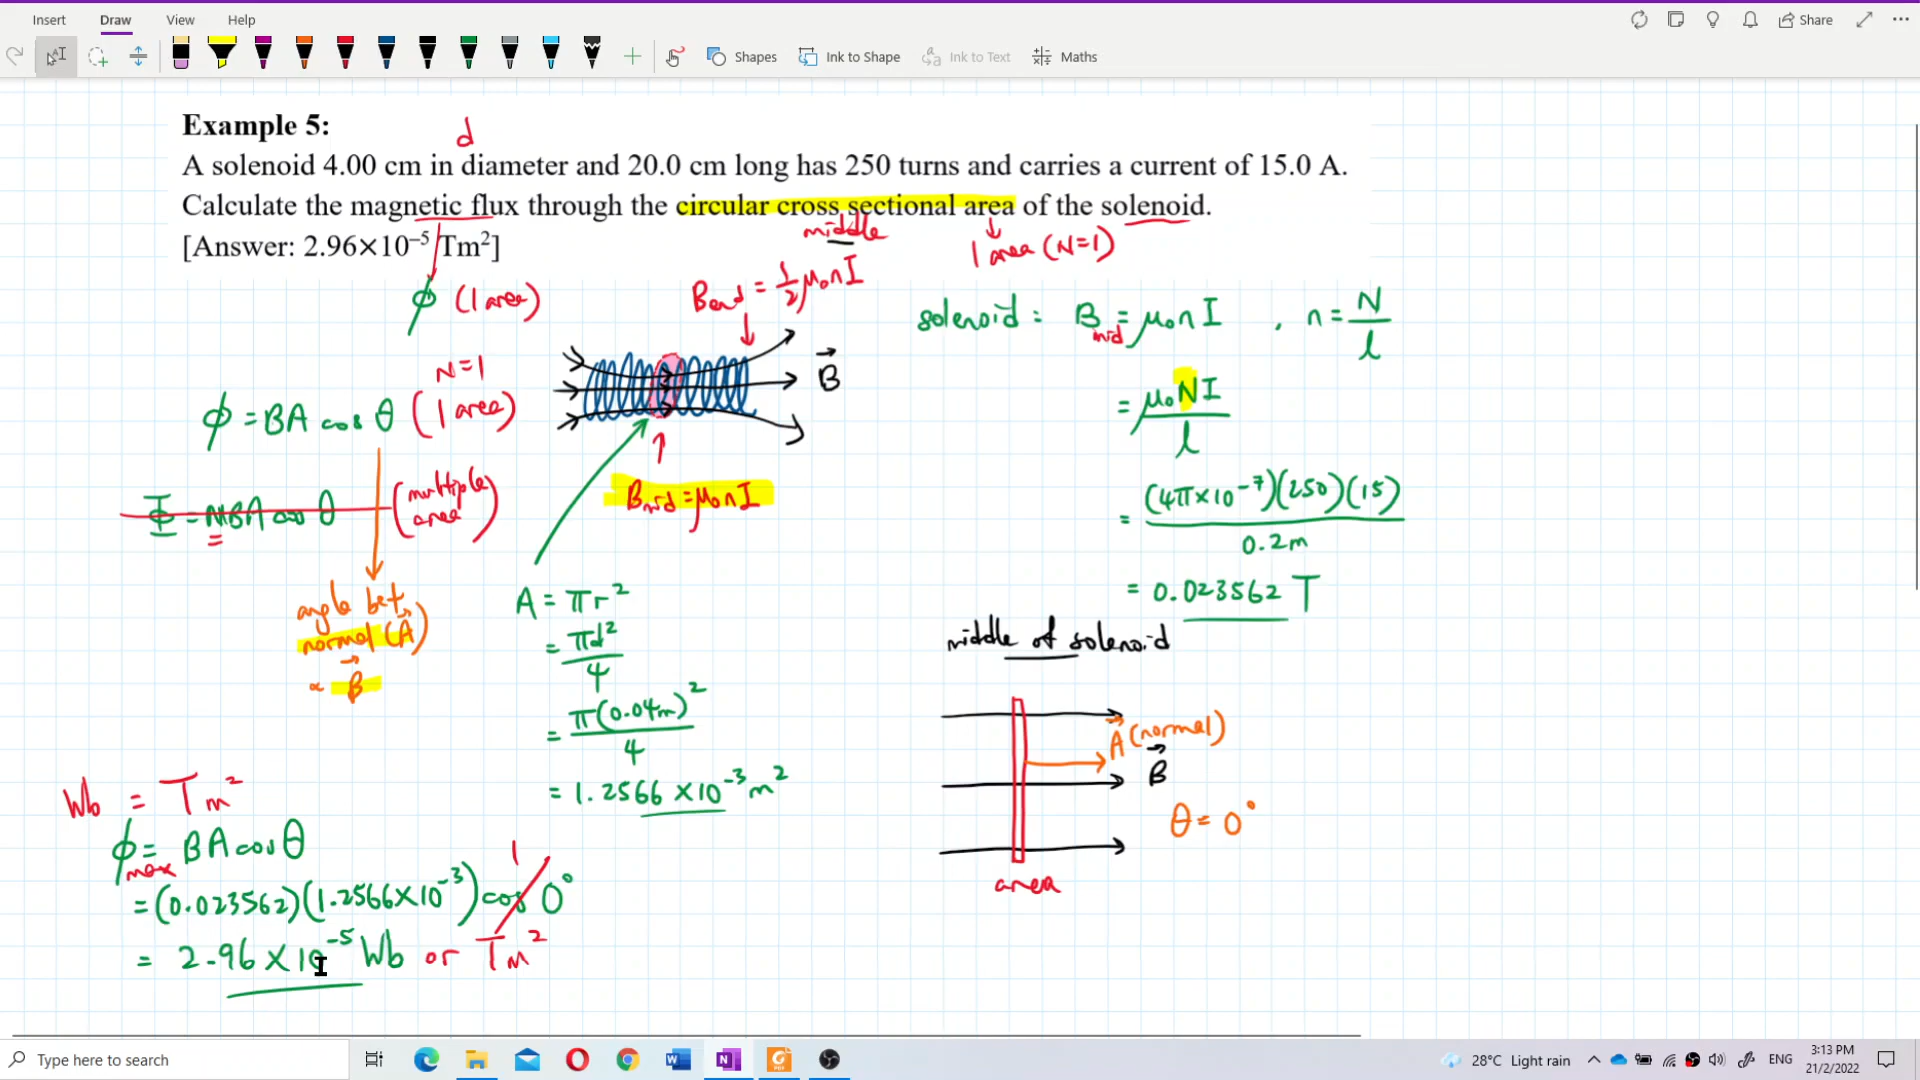 Insert Draw View Help Share
Shapes Ink to Shape Ink to Text Maths
Example 5:
d
A solenoid 4.00 cm in diameter and 20.0 cm long has 250 turns and carries a current of 15.0 A.
Calculate the magnetic flux through the circular cross sectional area of the solenoid.
[Answer: 2.96×10⁻⁵ Tm²]
middle
1 area (N=1)
ϕ (1 area)
B end = 1/2 μ₀nI
solenoid : B mid = μ₀nI , n = N/l
N=1
ϕ = BA cos θ (1 area)
B⃗
= μ₀NI/l
Φ = NBA cos θ (multiple area)
Bmid = μ₀nI
= (4π×10⁻⁷)(250)(15)/0.2m
= 0.023562 T
angle bet
normal (A⃗)
B⃗
A = πr²
= πd²/4
= π(0.04m)²/4
= 1.2566 ×10⁻³ m²
middle of solenoid
A⃗ (normal)
B⃗
θ = 0°
area
Wb = Tm²
ϕ max = BA cos θ
1
= (0.023562)(1.2566×10⁻³) cos 0°
= 2.96 × 10⁻⁵ Wb or Tm²
Type here to search
28°C Light rain
ENG
3:13 PM
21/2/2022